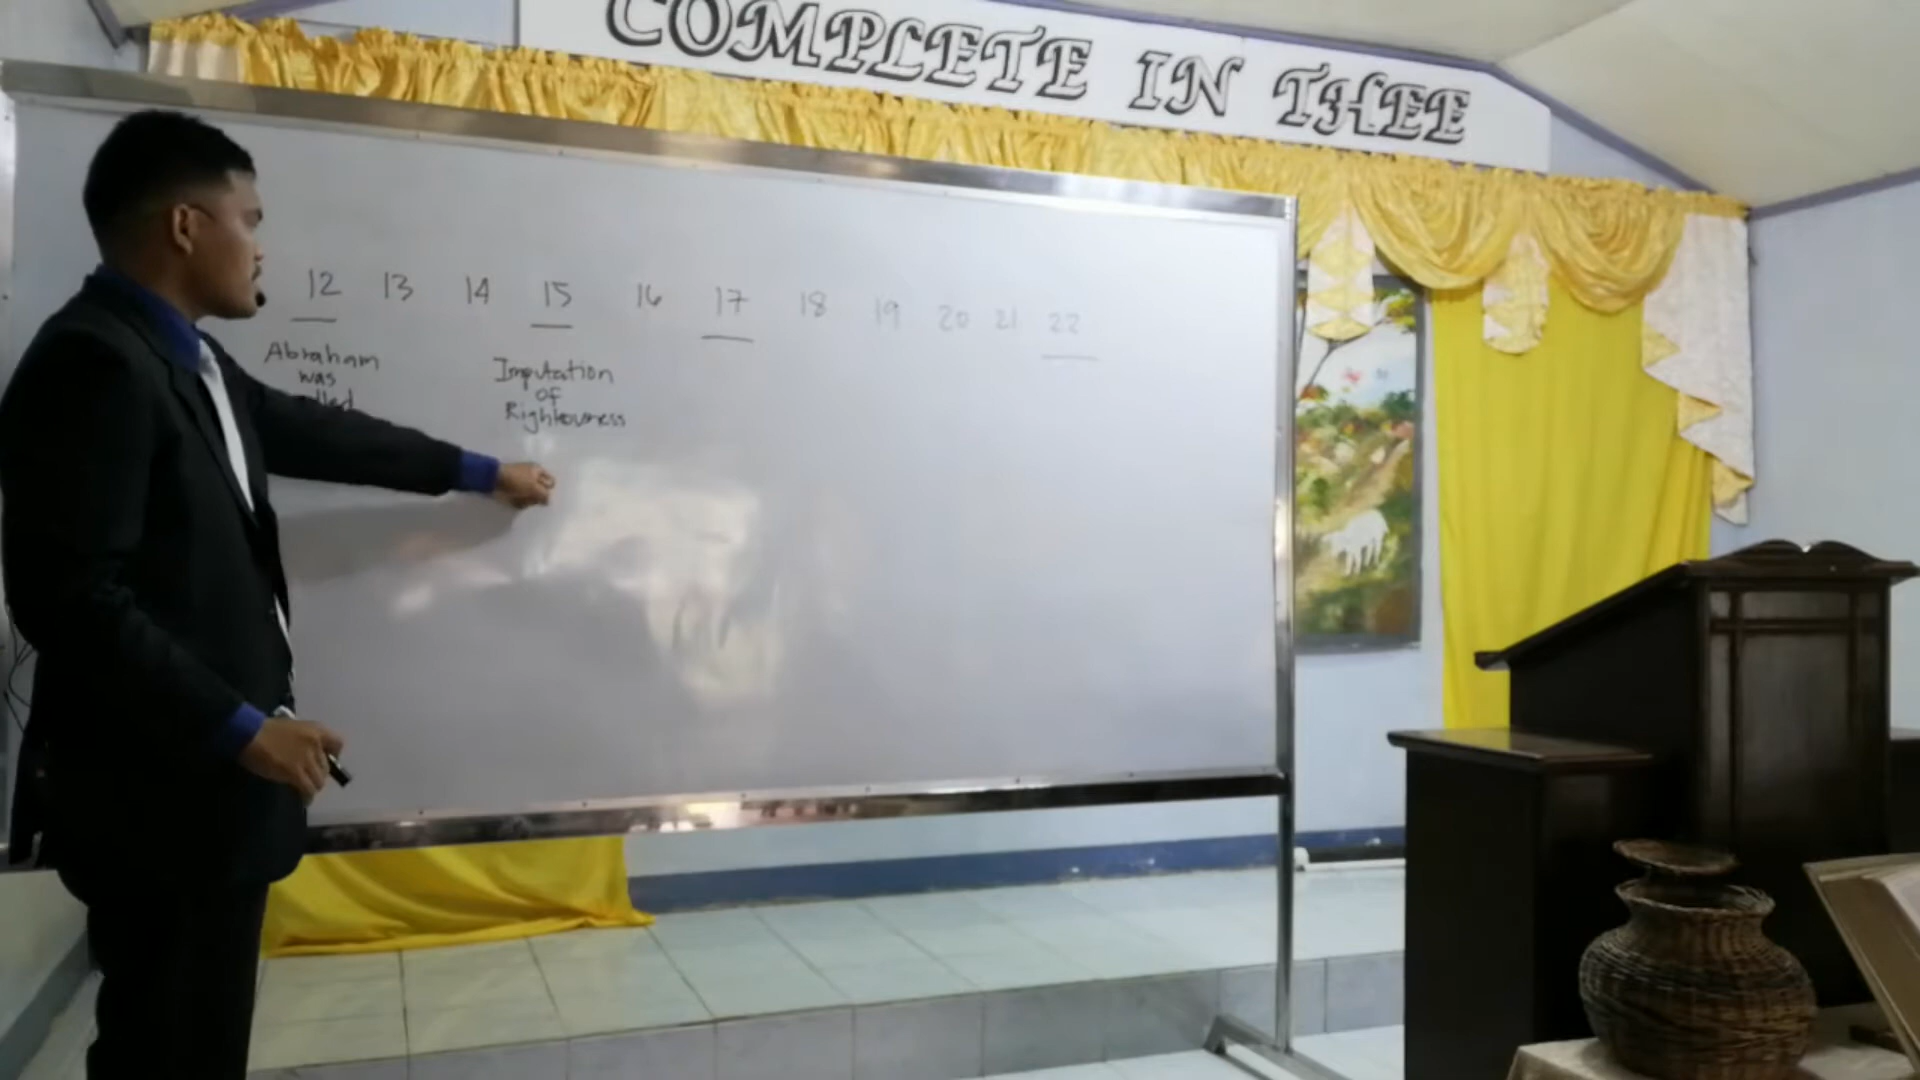 COMPLETE IN THEE
12 13 14 15 16 17 18 19 20 21 22
Abraham
was
Imputation
of
Righteousness